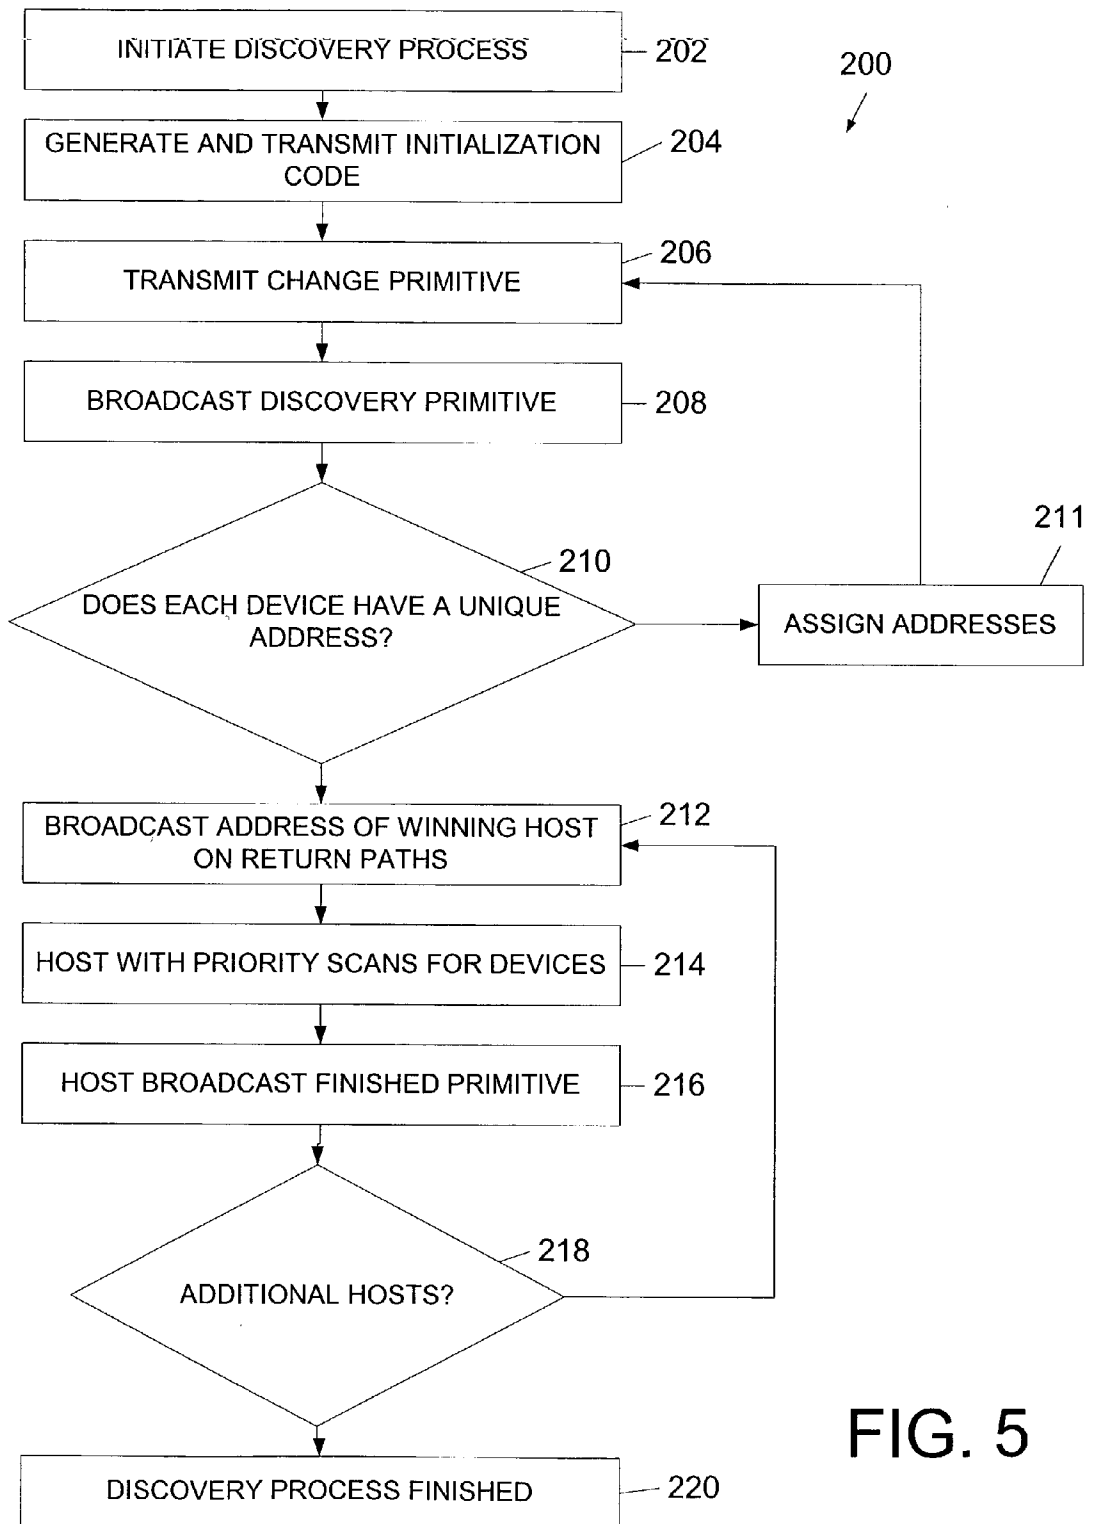 INITIATE DISCOVERY PROCESS
202
200
GENERATE AND TRANSMIT INITIALIZATION
CODE
204
TRANSMIT CHANGE PRIMITIVE
206
BROADCAST DISCOVERY PRIMITIVE
208
DOES EACH DEVICE HAVE A UNIQUE
ADDRESS?
210
211
ASSIGN ADDRESSES
BROADCAST ADDRESS OF WINNING HOST
ON RETURN PATHS
212
HOST WITH PRIORITY SCANS FOR DEVICES
214
HOST BROADCAST FINISHED PRIMITIVE
216
ADDITIONAL HOSTS?
218
DISCOVERY PROCESS FINISHED
220
FIG. 5